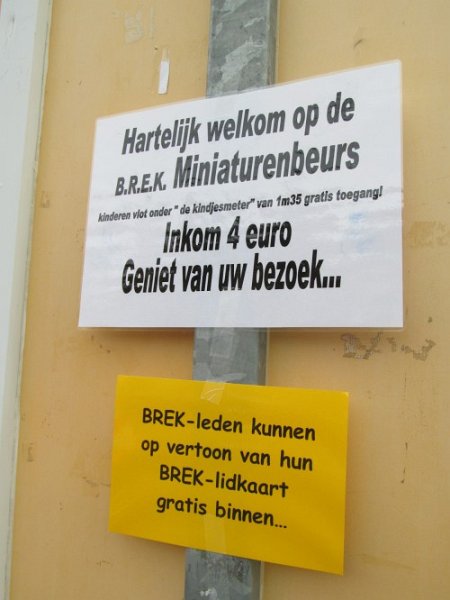 Hartelijk welkom op de
B.R.E.K. Miniaturenbeurs
kinderen vlot onder " de kindjesmeter" van 1m35 gratis toegang!
Inkom 4 euro
Geniet van uw bezoek...
BREK-leden kunnen
op vertoon van hun
BREK-lidkaart
gratis binnen...